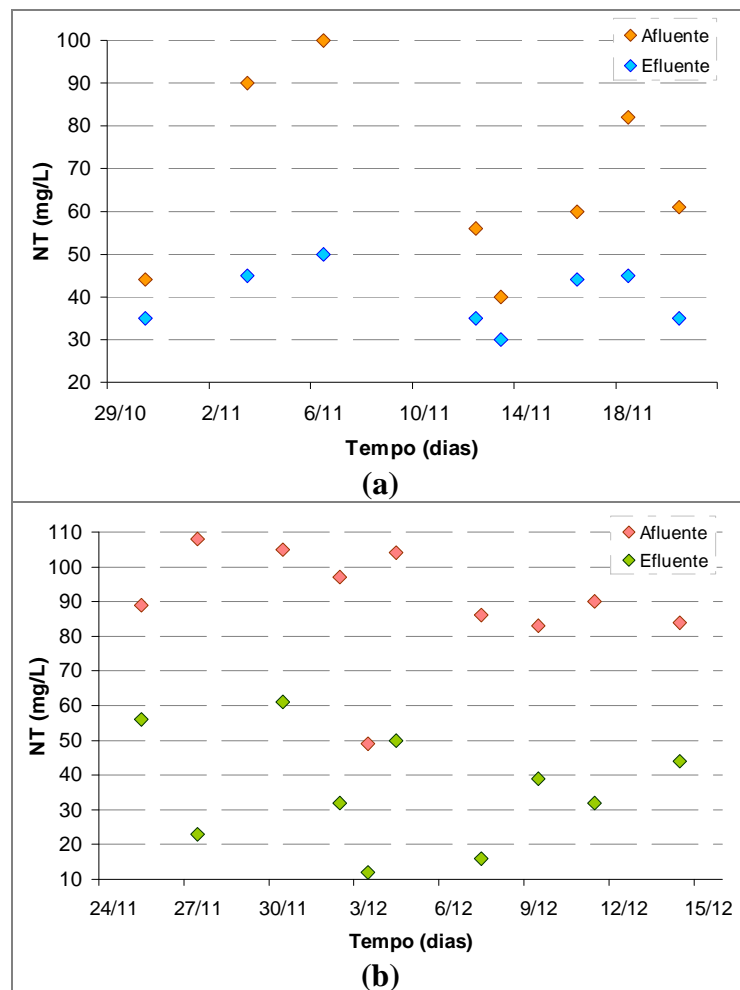 Afluente
Efluente
100
90
80
70
60
50
40
30
20
NT (mg/L)
29/10 2/11 6/11 10/11 14/11 18/11
Tempo (dias)
(a)
Afluente
Efluente
110
100
90
80
70
60
50
40
30
20
10
NT (mg/L)
24/11 27/11 30/11 3/12 6/12 9/12 12/12 15/12
Tempo (dias)
(b)